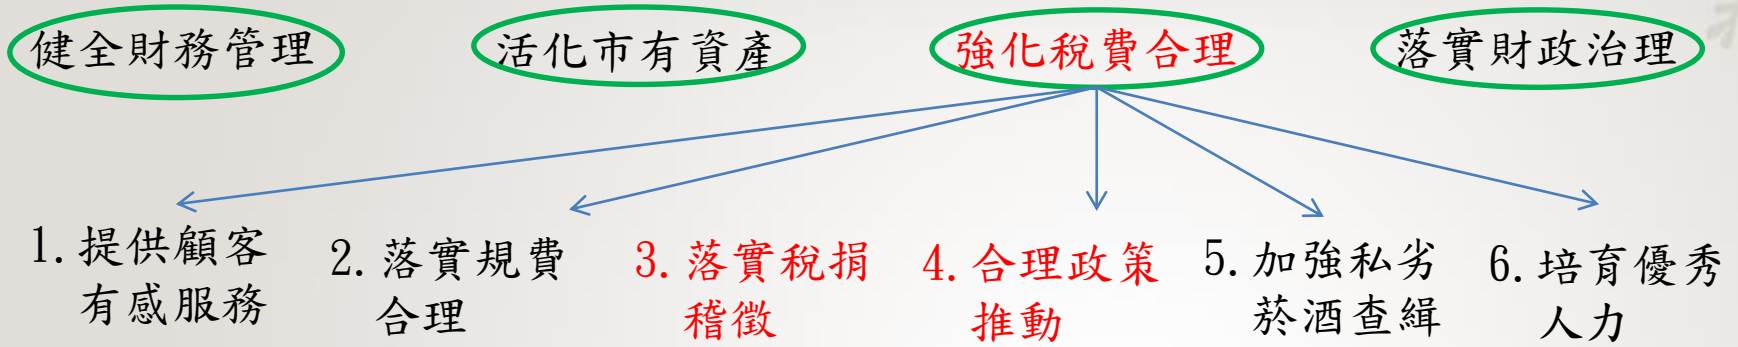 健全財務管理
活化市有資產
強化稅費合理
落實財政治理
1.提供顧客
有感服務
2.落實規費
合理
3.落實稅捐
稽徵
4.合理政策
推動
5.加強私劣
菸酒查緝
6.培育優秀
人力